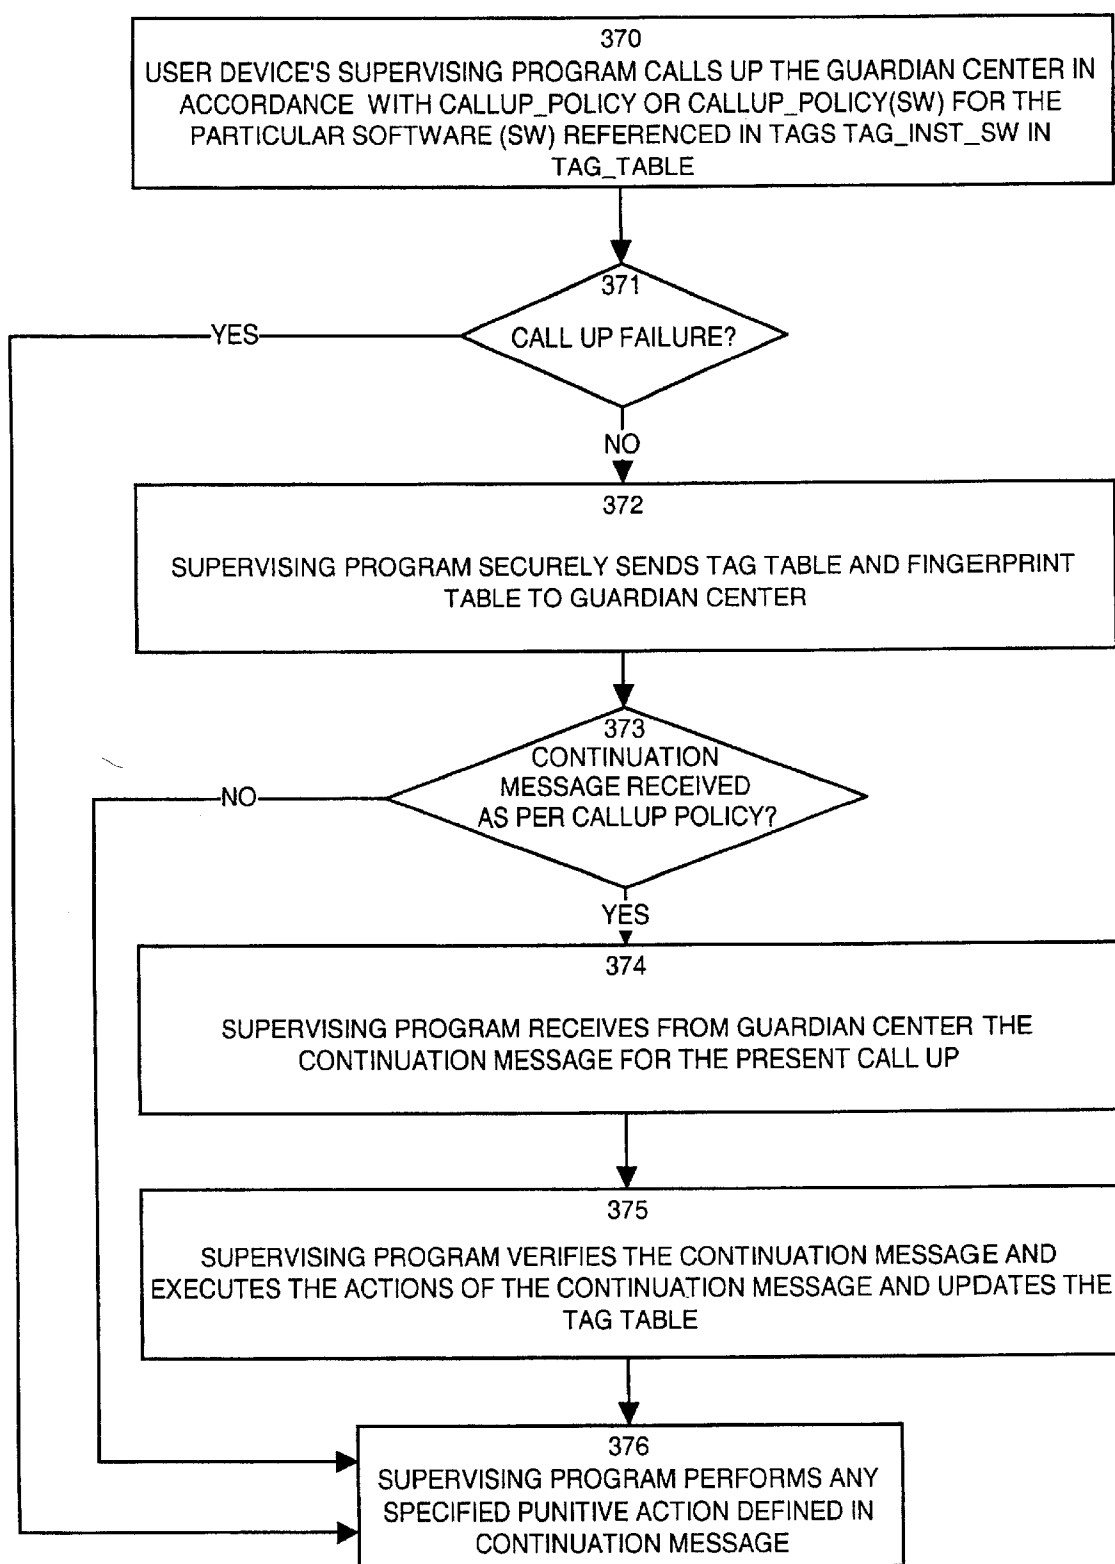 370
USER DEVICE'S SUPERVISING PROGRAM CALLS UP THE GUARDIAN CENTER IN
ACCORDANCE WITH CALLUP_POLICY OR CALLUP_POLICY(SW) FOR THE
PARTICULAR SOFTWARE (SW) REFERENCED IN TAGS TAG_INST_SW IN
TAG_TABLE
371
CALL UP FAILURE?
YES
NO
372
SUPERVISING PROGRAM SECURELY SENDS TAG TABLE AND FINGERPRINT
TABLE TO GUARDIAN CENTER
373
CONTINUATION
MESSAGE RECEIVED
AS PER CALLUP POLICY?
NO
YES
374
SUPERVISING PROGRAM RECEIVES FROM GUARDIAN CENTER THE
CONTINUATION MESSAGE FOR THE PRESENT CALL UP
375
SUPERVISING PROGRAM VERIFIES THE CONTINUATION MESSAGE AND
EXECUTES THE ACTIONS OF THE CONTINUATION MESSAGE AND UPDATES THE
TAG TABLE
376
SUPERVISING PROGRAM PERFORMS ANY
SPECIFIED PUNITIVE ACTION DEFINED IN
CONTINUATION MESSAGE